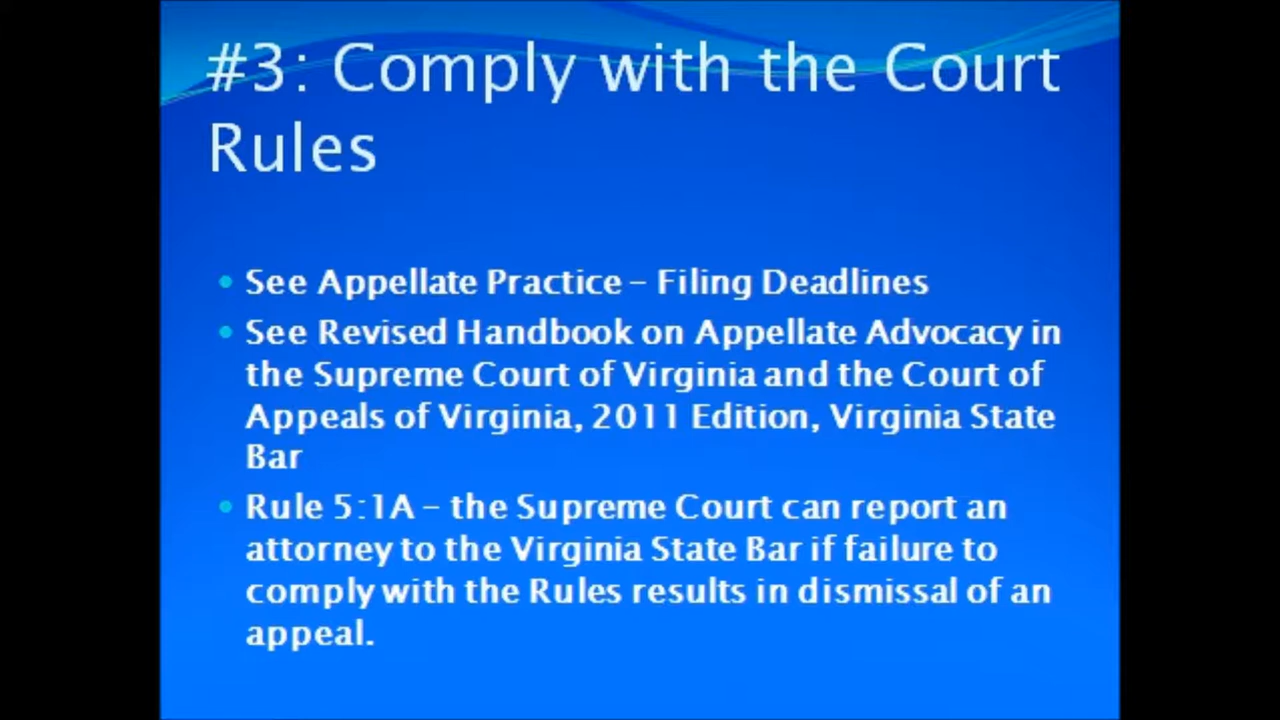 #3: Comply with the Court
Rules
• See Appellate Practice – Filing Deadlines
• See Revised Handbook on Appellate Advocacy in
the Supreme Court of Virginia and the Court of
Appeals of Virginia, 2011 Edition, Virginia State
Bar
• Rule 5:1A – the Supreme Court can report an
attorney to the Virginia State Bar if failure to
comply with the Rules results in dismissal of an
appeal.